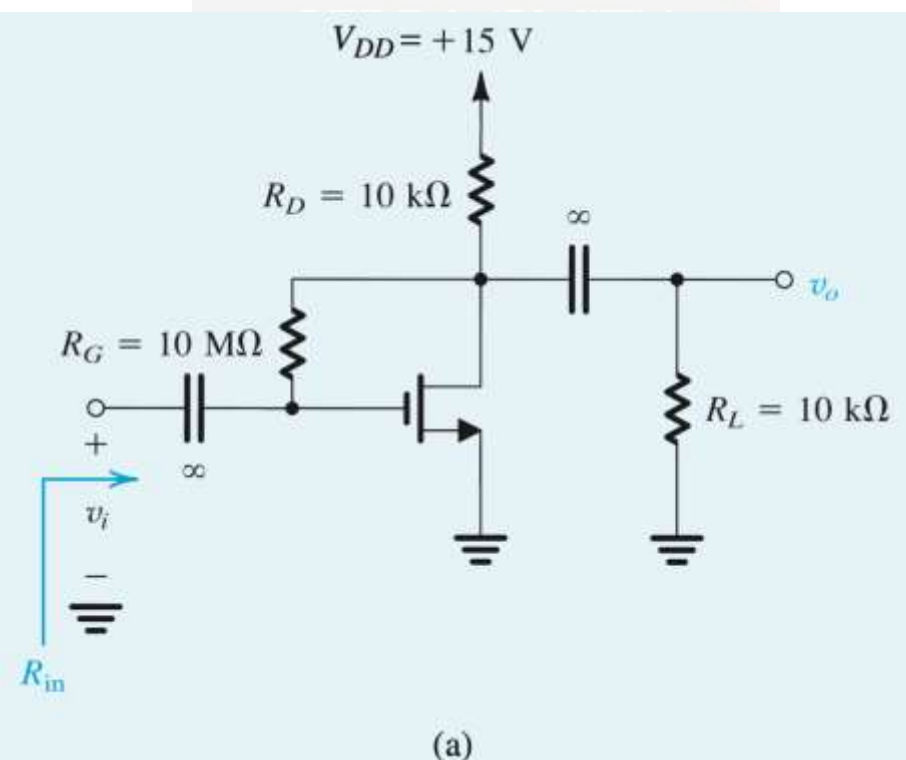 V_DD = +15 V
R_D = 10 kΩ
∞
v_o
R_G = 10 MΩ
R_L = 10 kΩ
+
∞
v_i
−
R_in
(a)